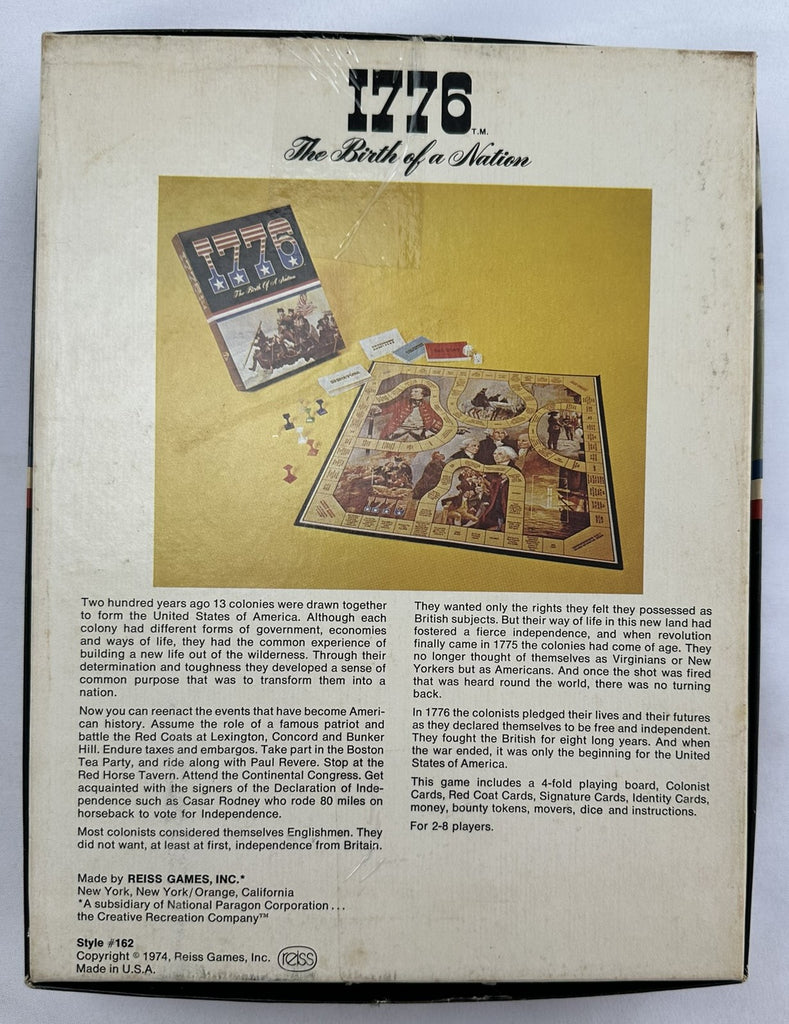 1776 T.M.
The Birth of a Nation
1776
The Birth Of A Nation
Two hundred years ago 13 colonies were drawn together
to form the United States of America. Although each
colony had different forms of government, economies
and ways of life, they had the common experience of
building a new life out of the wilderness. Through their
determination and toughness they developed a sense of
common purpose that was to transform them into a
nation.
Now you can reenact the events that have become Ameri-
can history. Assume the role of a famous patriot and
battle the Red Coats at Lexington, Concord and Bunker
Hill. Endure taxes and embargos. Take part in the Boston
Tea Party, and ride along with Paul Revere. Stop at the
Red Horse Tavern. Attend the Continental Congress. Get
acquainted with the signers of the Declaration of Inde-
pendence such as Casar Rodney who rode 80 miles on
horseback to vote for Independence.
Most colonists considered themselves Englishmen. They
did not want, at least at first, independence from Britain.
They wanted only the rights they felt they possessed as
British subjects. But their way of life in this new land had
fostered a fierce independence, and when revolution
finally came in 1775 the colonies had come of age. They
no longer thought of themselves as Virginians or New
Yorkers but as Americans. And once the shot was fired
that was heard round the world, there was no turning
back.
In 1776 the colonists pledged their lives and their futures
as they declared themselves to be free and independent.
They fought the British for eight long years. And when
the war ended, it was only the beginning for the United
States of America.
This game includes a 4-fold playing board, Colonist
Cards, Red Coat Cards, Signature Cards, Identity Cards,
money, bounty tokens, movers, dice and instructions.
For 2-8 players.
Made by REISS GAMES, INC.*
New York, New York/Orange, California
*A subsidiary of National Paragon Corporation...
the Creative Recreation Company™
Style #162
Copyright © 1974, Reiss Games, Inc. reiss
Made in U.S.A.